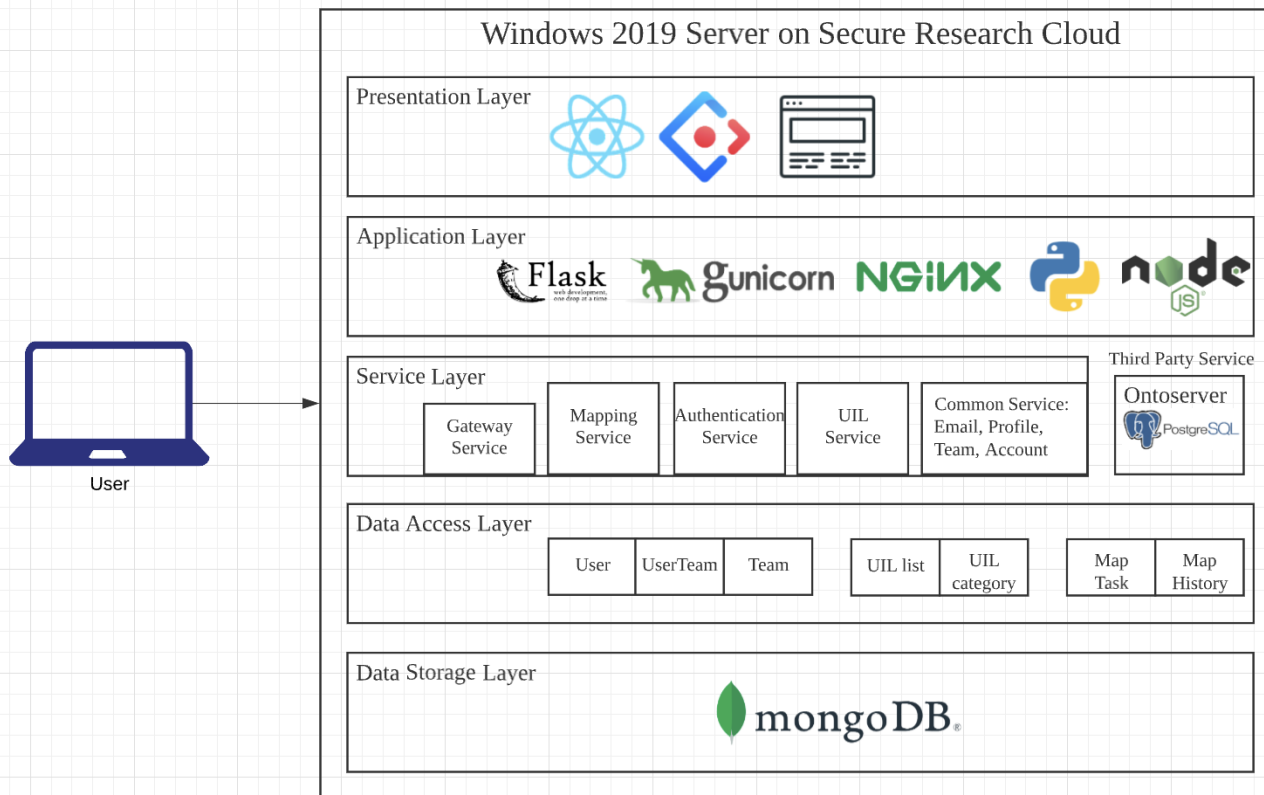 Windows 2019 Server on Secure Research Cloud
Presentation Layer
Application Layer
Flask
web development,
one drop at a time
gunicorn
NGiNX
node
JS
®
User
Service Layer
Gateway
Service
Mapping
Service
Authentication
Service
UIL
Service
Common Service:
Email, Profile,
Team, Account
Third Party Service
Ontoserver
PostgreSQL
Data Access Layer
User
UserTeam
Team
UIL list
UIL
category
Map
Task
Map
History
Data Storage Layer
mongoDB®